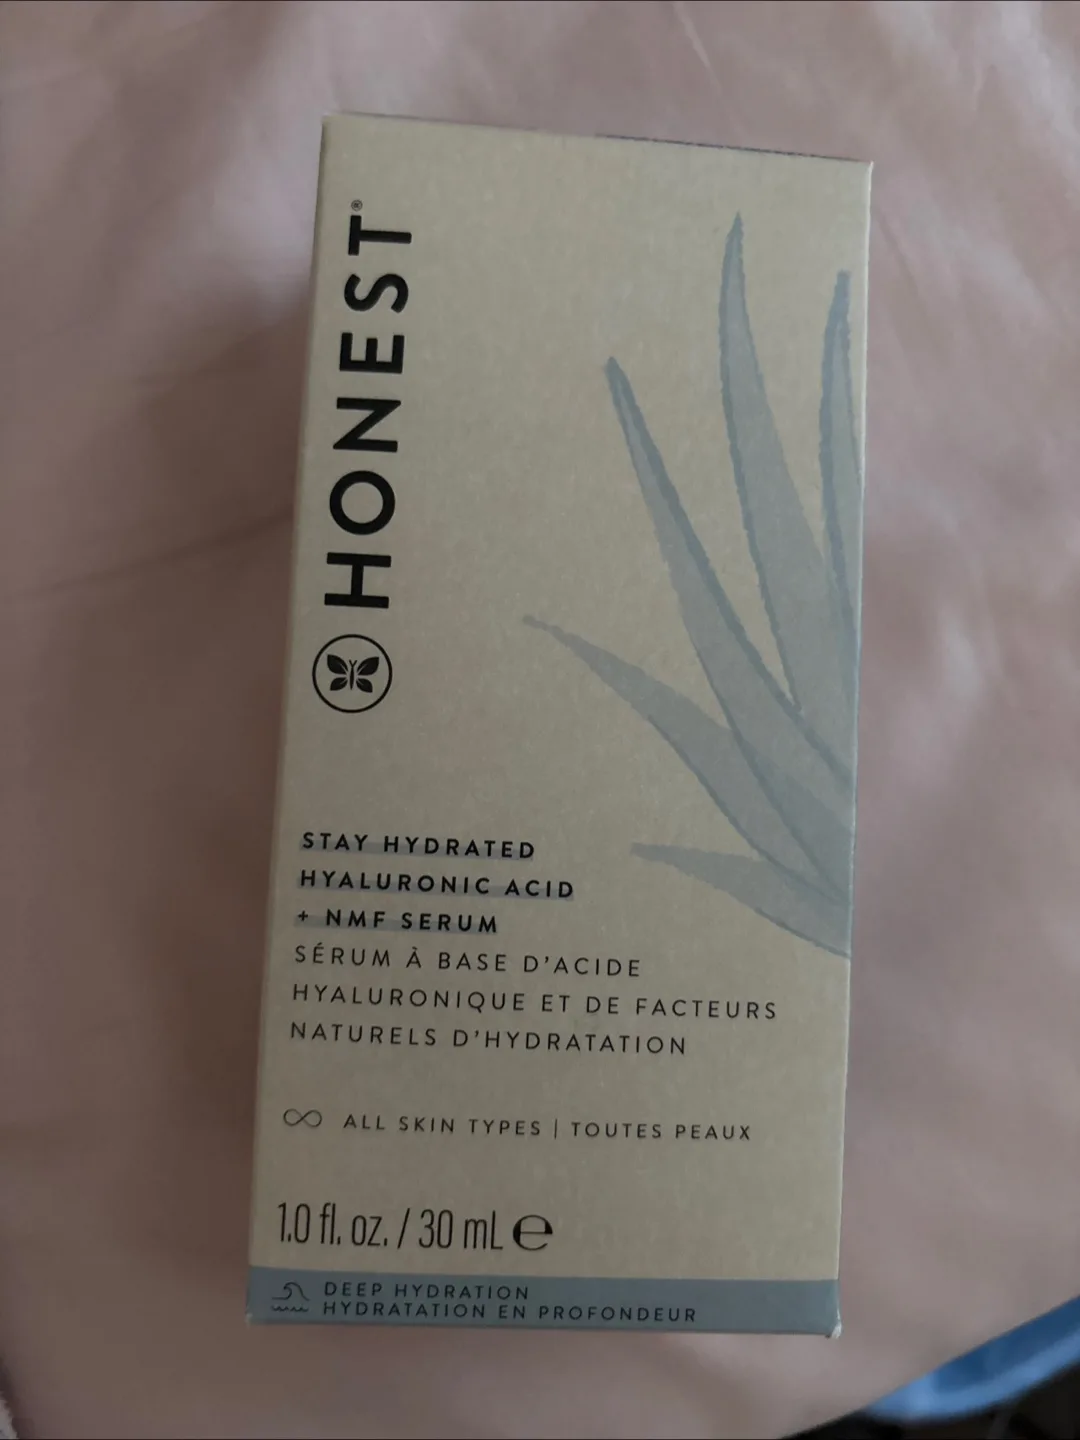 HONEST®
STAY HYDRATED
HYALURONIC ACID
+ NMF SERUM
SÉRUM À BASE D'ACIDE
HYALURONIQUE ET DE FACTEURS
NATURELS D'HYDRATATION
ALL SKIN TYPES | TOUTES PEAUX
1.0 fl. oz. / 30 mL ℮
DEEP HYDRATION
HYDRATATION EN PROFONDEUR